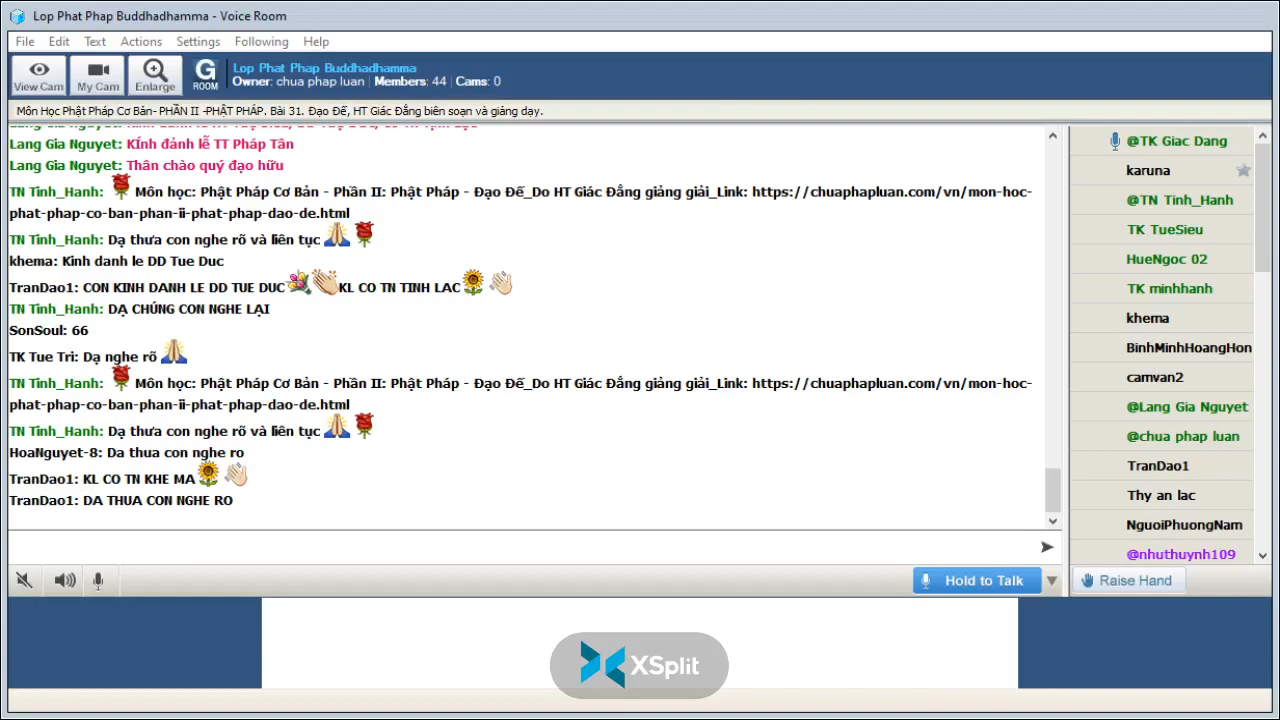 Lop Phat Phap Buddhadhamma - Voice Room
File Edit Text Actions Settings Following Help
View Cam
My Cam
Enlarge
G
ROOM
Lop Phat Phap Buddhadhamma
Owner: chua phap luan | Members: 44 | Cams: 0
Môn Học Phật Pháp Cơ Bản- PHẦN II -PHẬT PHÁP. Bài 31. Đạo Đế, HT Giác Đẳng biên soạn và giảng dạy.
Lang Gia Nguyet: KÍnh đảnh lễ TT Pháp Tân
Lang Gia Nguyet: Thân chào quý đạo hữu
TN Tinh_Hanh: Môn học: Phật Pháp Cơ Bản - Phần II: Phật Pháp - Đạo Đế_Do HT Giác Đẳng giảng giải_Link: https://chuaphapluan.com/vn/mon-hoc-
phat-phap-co-ban-phan-ii-phat-phap-dao-de.html
TN Tinh_Hanh: Dạ thưa con nghe rõ và liên tục
khema: Kinh danh le DD Tue Duc
TranDao1: CON KINH DANH LE DD TUE DUC KL CO TN TINH LAC
TN Tinh_Hanh: DẠ CHÚNG CON NGHE LẠI
SonSoul: 66
TK Tue Tri: Dạ nghe rõ
TN Tinh_Hanh: Môn học: Phật Pháp Cơ Bản - Phần II: Phật Pháp - Đạo Đế_Do HT Giác Đẳng giảng giải_Link: https://chuaphapluan.com/vn/mon-hoc-
phat-phap-co-ban-phan-ii-phat-phap-dao-de.html
TN Tinh_Hanh: Dạ thưa con nghe rõ và liên tục
HoaNguyet-8: Da thua con nghe ro
TranDao1: KL CO TN KHE MA
TranDao1: DA THUA CON NGHE RO
@TK Giac Dang
karuna
@TN Tinh_Hanh
TK TueSieu
HueNgoc 02
TK minhhanh
khema
BinhMinhHoangHon
camvan2
@Lang Gia Nguyet
@chua phap luan
TranDao1
Thy an lac
NguoiPhuongNam
@nhuthuynh109
Hold to Talk
Raise Hand
XSplit